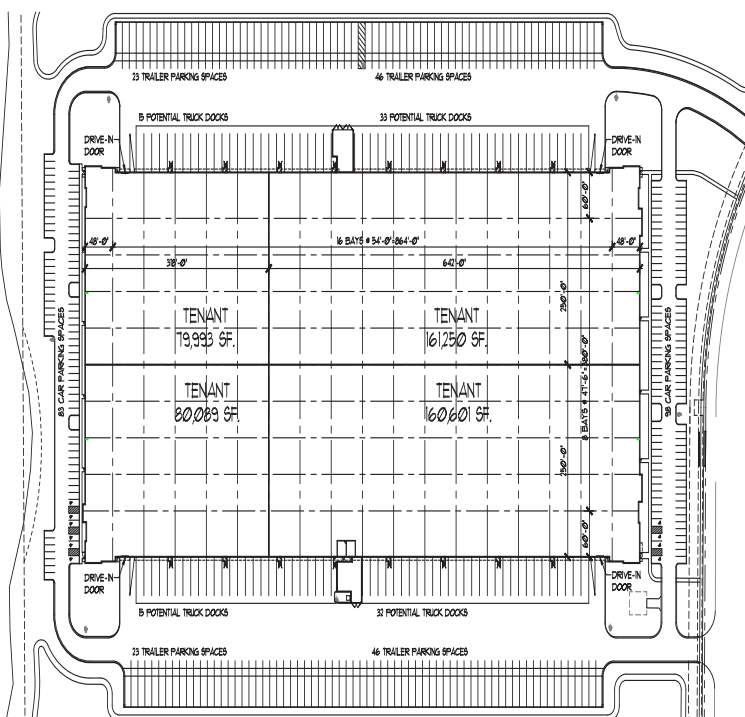 23 TRAILER PARKING SPACES
46 TRAILER PARKING SPACES
15 POTENTIAL TRUCK DOCKS
33 POTENTIAL TRUCK DOCKS
DRIVE-IN
DOOR
DRIVE-IN
DOOR
60'-0"
48'-0"
16 BAYS @ 54'-0"=864'-0"
48'-0"
318'-0"
642'-0"
250'-0"
TENANT
79,993 SF.
TENANT
161,250 SF.
83 CAR PARKING SPACES
98 CAR PARKING SPACES
8 BAYS @ 47'-6"=380'-0"
TENANT
80,089 SF.
TENANT
160,601 SF.
250'-0"
60'-0"
DRIVE-IN
DOOR
DRIVE-IN
DOOR
15 POTENTIAL TRUCK DOCKS
32 POTENTIAL TRUCK DOCKS
23 TRAILER PARKING SPACES
46 TRAILER PARKING SPACES